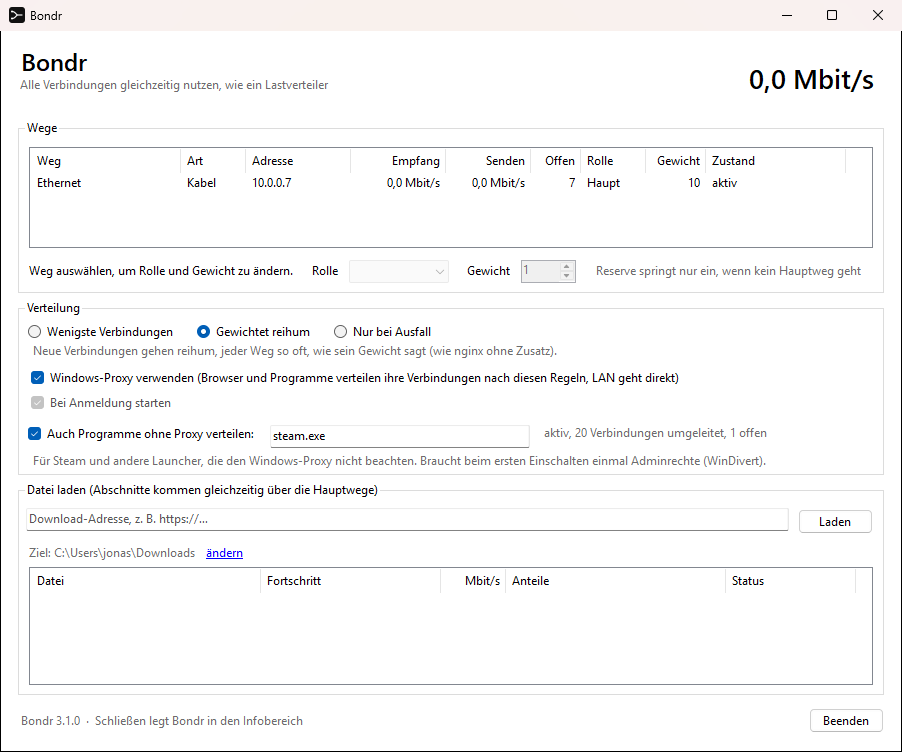 Bondr
Bondr
Alle Verbindungen gleichzeitig nutzen, wie ein Lastverteiler
0,0 Mbit/s
Wege
Weg Art Adresse Empfang Senden Offen Rolle Gewicht Zustand
Ethernet Kabel 10.0.0.7 0,0 Mbit/s 0,0 Mbit/s 7 Haupt 10 aktiv
Weg auswählen, um Rolle und Gewicht zu ändern. Rolle Gewicht 1 Reserve springt nur ein, wenn kein Hauptweg geht
Verteilung
Wenigste Verbindungen Gewichtet reihum Nur bei Ausfall
Neue Verbindungen gehen reihum, jeder Weg so oft, wie sein Gewicht sagt (wie nginx ohne Zusatz).
Windows-Proxy verwenden (Browser und Programme verteilen ihre Verbindungen nach diesen Regeln, LAN geht direkt)
Bei Anmeldung starten
Auch Programme ohne Proxy verteilen: steam.exe aktiv, 20 Verbindungen umgeleitet, 1 offen
Für Steam und andere Launcher, die den Windows-Proxy nicht beachten. Braucht beim ersten Einschalten einmal Adminrechte (WinDivert).
Datei laden (Abschnitte kommen gleichzeitig über die Hauptwege)
Download-Adresse, z. B. https://...
Laden
Ziel: C:\Users\jonas\Downloads ändern
Datei Fortschritt Mbit/s Anteile Status
Bondr 3.1.0 · Schließen legt Bondr in den Infobereich
Beenden